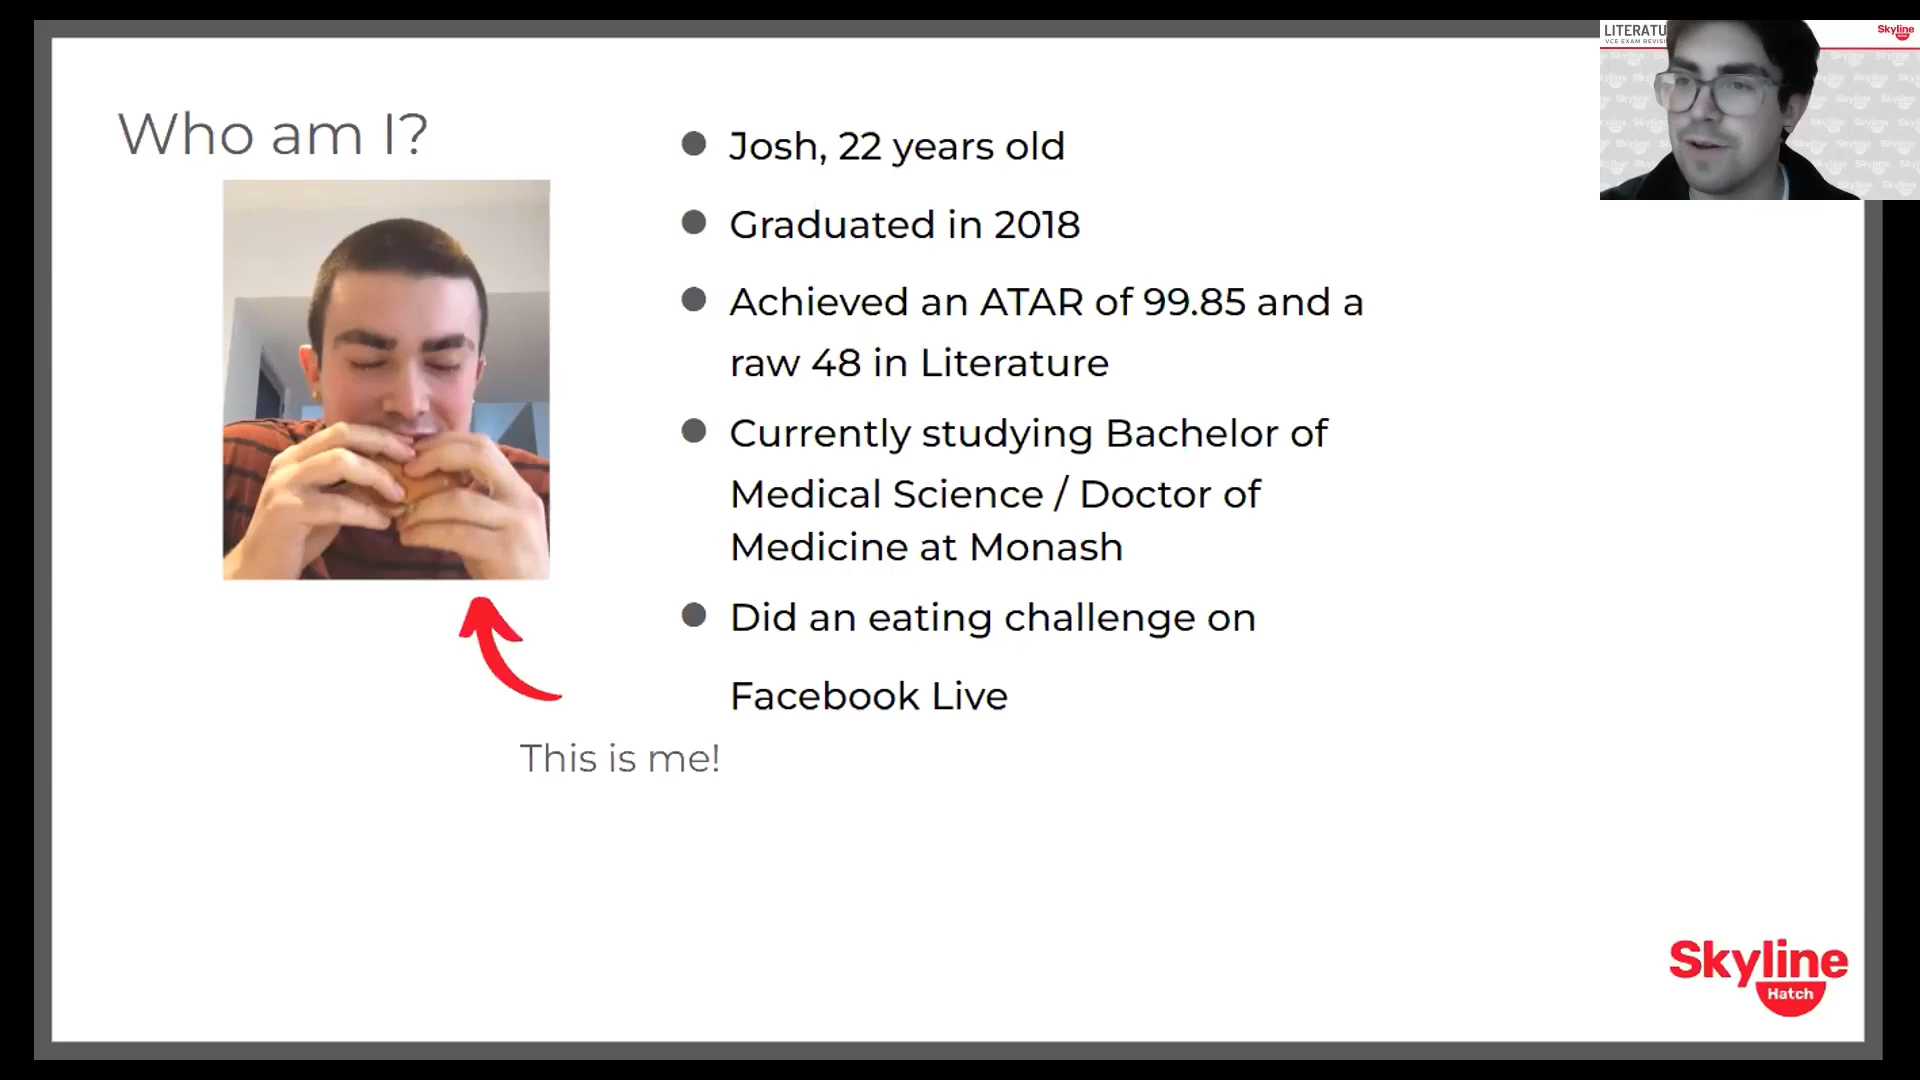 Who am I?
Josh, 22 years old
Graduated in 2018
Achieved an ATAR of 99.85 and a
raw 48 in Literature
Currently studying Bachelor of
Medical Science / Doctor of
Medicine at Monash
Did an eating challenge on
Facebook Live
This is me!
Skyline
Hatch
LITERATU
VCE EXAM REVIS
Skyline